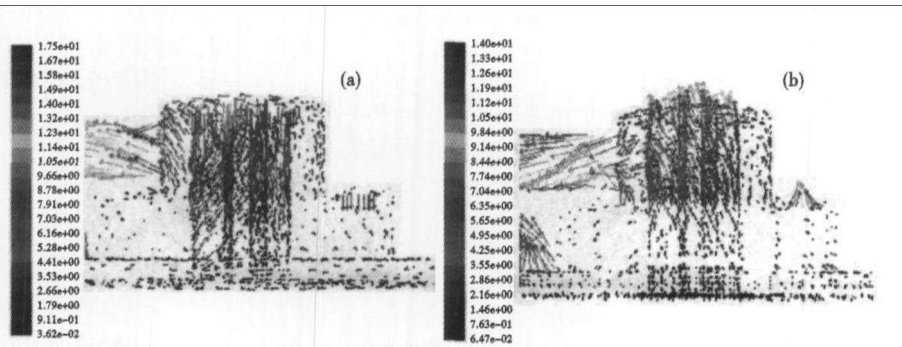 1.75e+01
1.67e+01
1.58e+01
1.49e+01
1.40e+01
1.32e+01
1.23e+01
1.14e+01
1.05e+01
9.66e+00
8.78e+00
7.91e+00
7.03e+00
6.16e+00
5.28e+00
4.41e+00
3.53e+00
2.66e+00
1.79e+00
9.11e-01
3.62e-02
(a)
1.40e+01
1.33e+01
1.26e+01
1.19e+01
1.12e+01
1.05e+01
9.84e+00
9.14e+00
8.44e+00
7.74e+00
7.04e+00
6.35e+00
5.65e+00
4.95e+00
4.25e+00
3.55e+00
2.86e+00
2.16e+00
1.46e+00
7.63e-01
6.47e-02
(b)